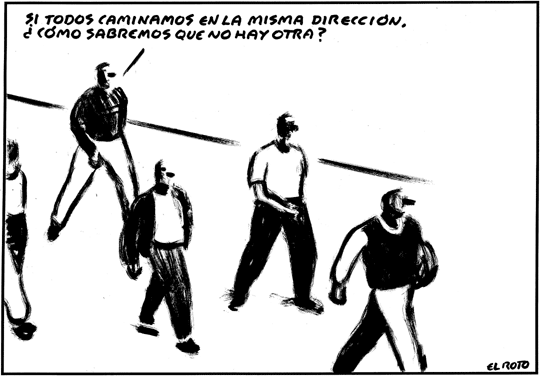 SI TODOS CAMINAMOS EN LA MISMA DIRECCIÓN,
¿CÓMO SABREMOS QUE NO HAY OTRA?
EL ROTO